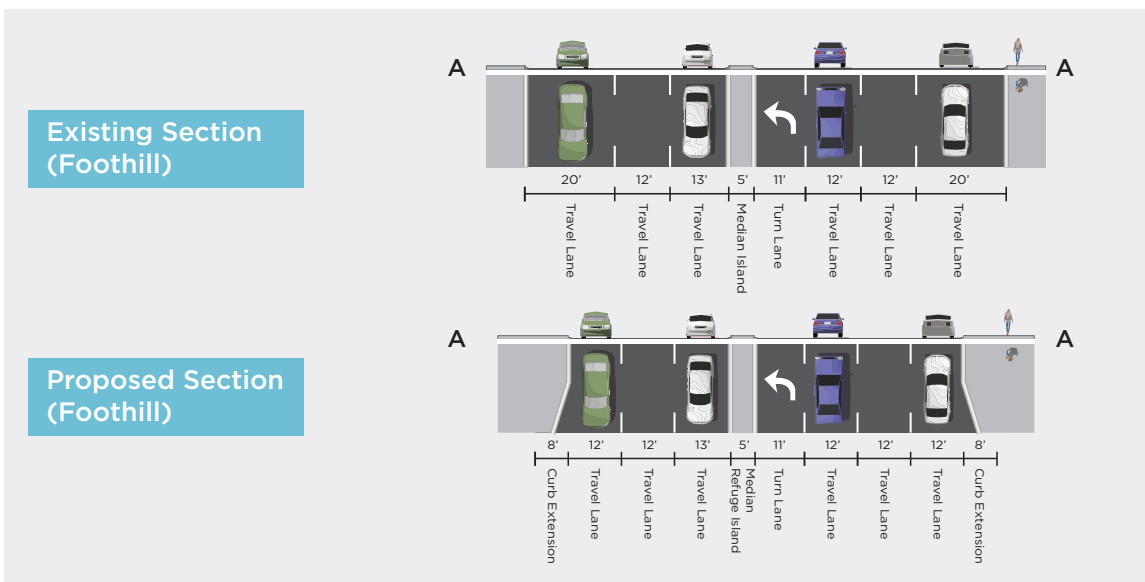 A
A
Existing Section
(Foothill)
20'
12'
13'
5'
11'
12'
12'
20'
Travel Lane
Travel Lane
Travel Lane
Median Island
Turn Lane
Travel Lane
Travel Lane
Travel Lane
A
A
Proposed Section
(Foothill)
8'
12'
12'
13'
5'
11'
12'
12'
12'
8'
Curb Extension
Travel Lane
Travel Lane
Travel Lane
Median
Refuge Island
Turn Lane
Travel Lane
Travel Lane
Travel Lane
Curb Extension